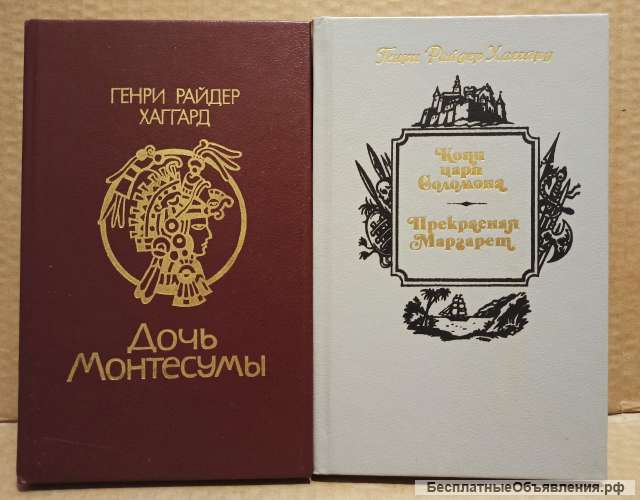 ГЕНРИ РАЙДЕР
ХАГГАРД
ДОЧЬ
МОНТЕСУМЫ
Генри Райдер Хаггард
Копи
царя
Соломона
Прекрасная
Маргарет
БесплатныеОбъявления.рф